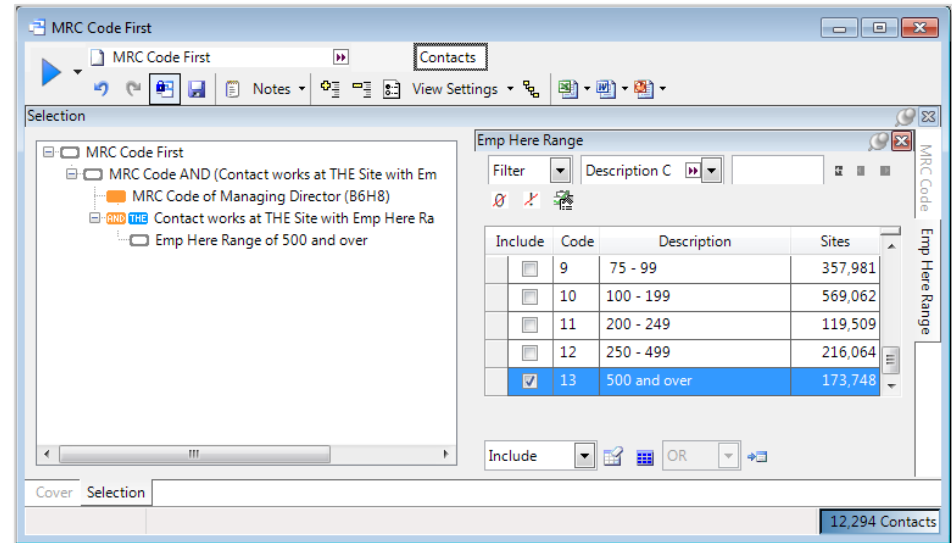 MRC Code First
MRC Code First
Contacts
Notes
View Settings
Selection
MRC Code First
MRC Code AND (Contact works at THE Site with Em
MRC Code of Managing Director (B6H8)
AND THE Contact works at THE Site with Emp Here Ra
Emp Here Range of 500 and over
Emp Here Range
Filter
Description C
Include Code Description Sites
9 75 - 99 357,981
10 100 - 199 569,062
11 200 - 249 119,509
12 250 - 499 216,064
13 500 and over 173,748
Include
OR
MRC Code
Emp Here Range
Cover Selection
12,294 Contacts